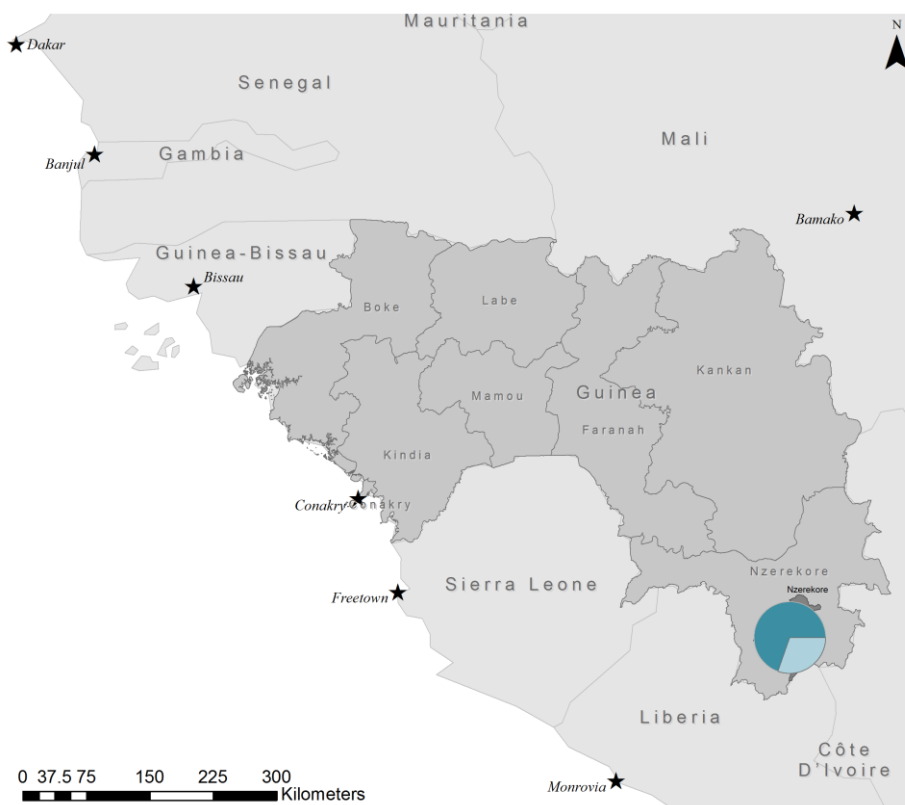 Mauritania
N
Dakar
Senegal
Mali
Banjul
Gambia
Bamako
Guinea-Bissau
Bissau
Boke
Labe
Kankan
Mamou
Guinea
Faranah
Kindia
Conakry
Conakry
Nzerekore
Sierra Leone
Nzerekore
Freetown
Liberia
Côte
D'Ivoire
0 37.5 75 150 225 300
Kilometers
Monrovia